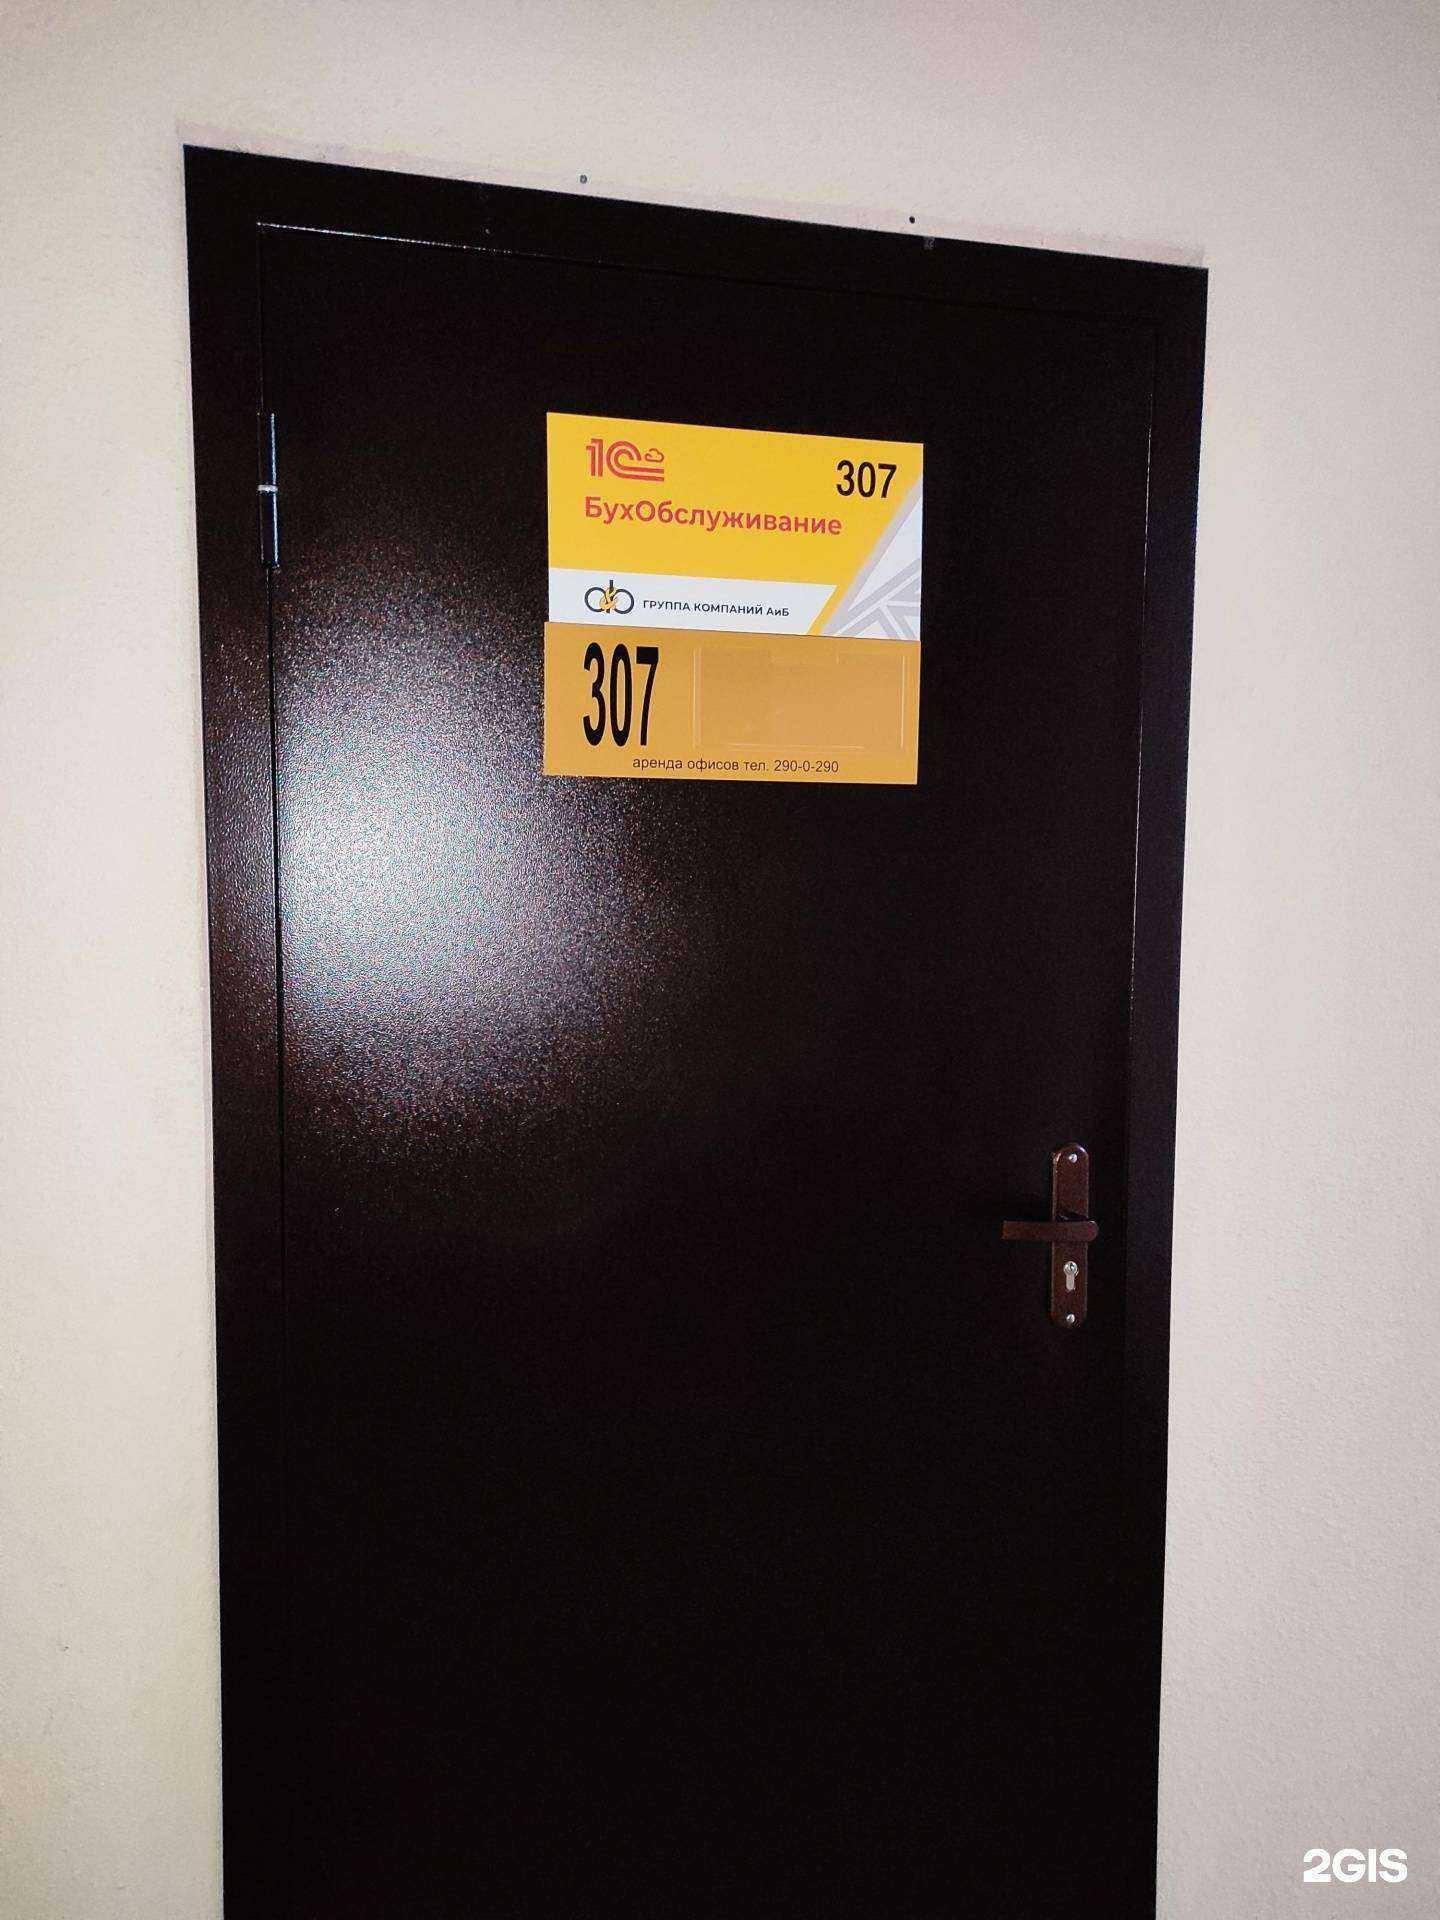 1С
307
БухОбслуживание
ГРУППА КОМПАНИЙ АиБ
307
аренда офисов тел. 290-0-290
2GIS